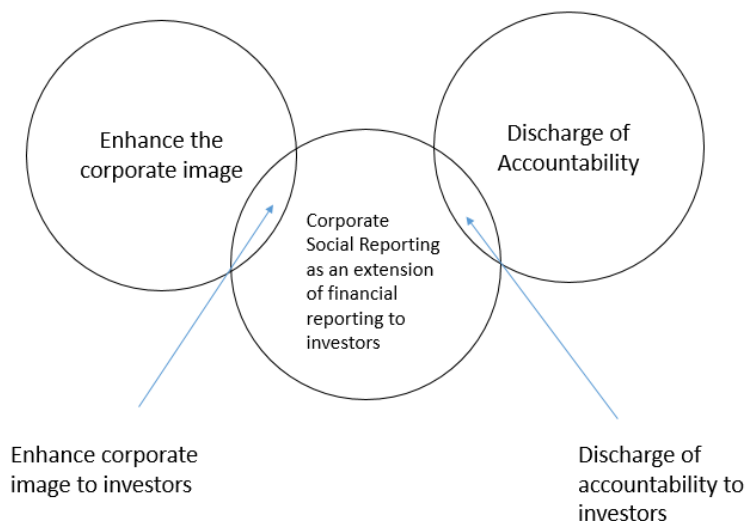 Enhance the
corporate image
Discharge of
Accountability
Corporate
Social Reporting
as an extension
of financial
reporting to
investors
Enhance corporate
image to investors
Discharge of
accountability to
investors